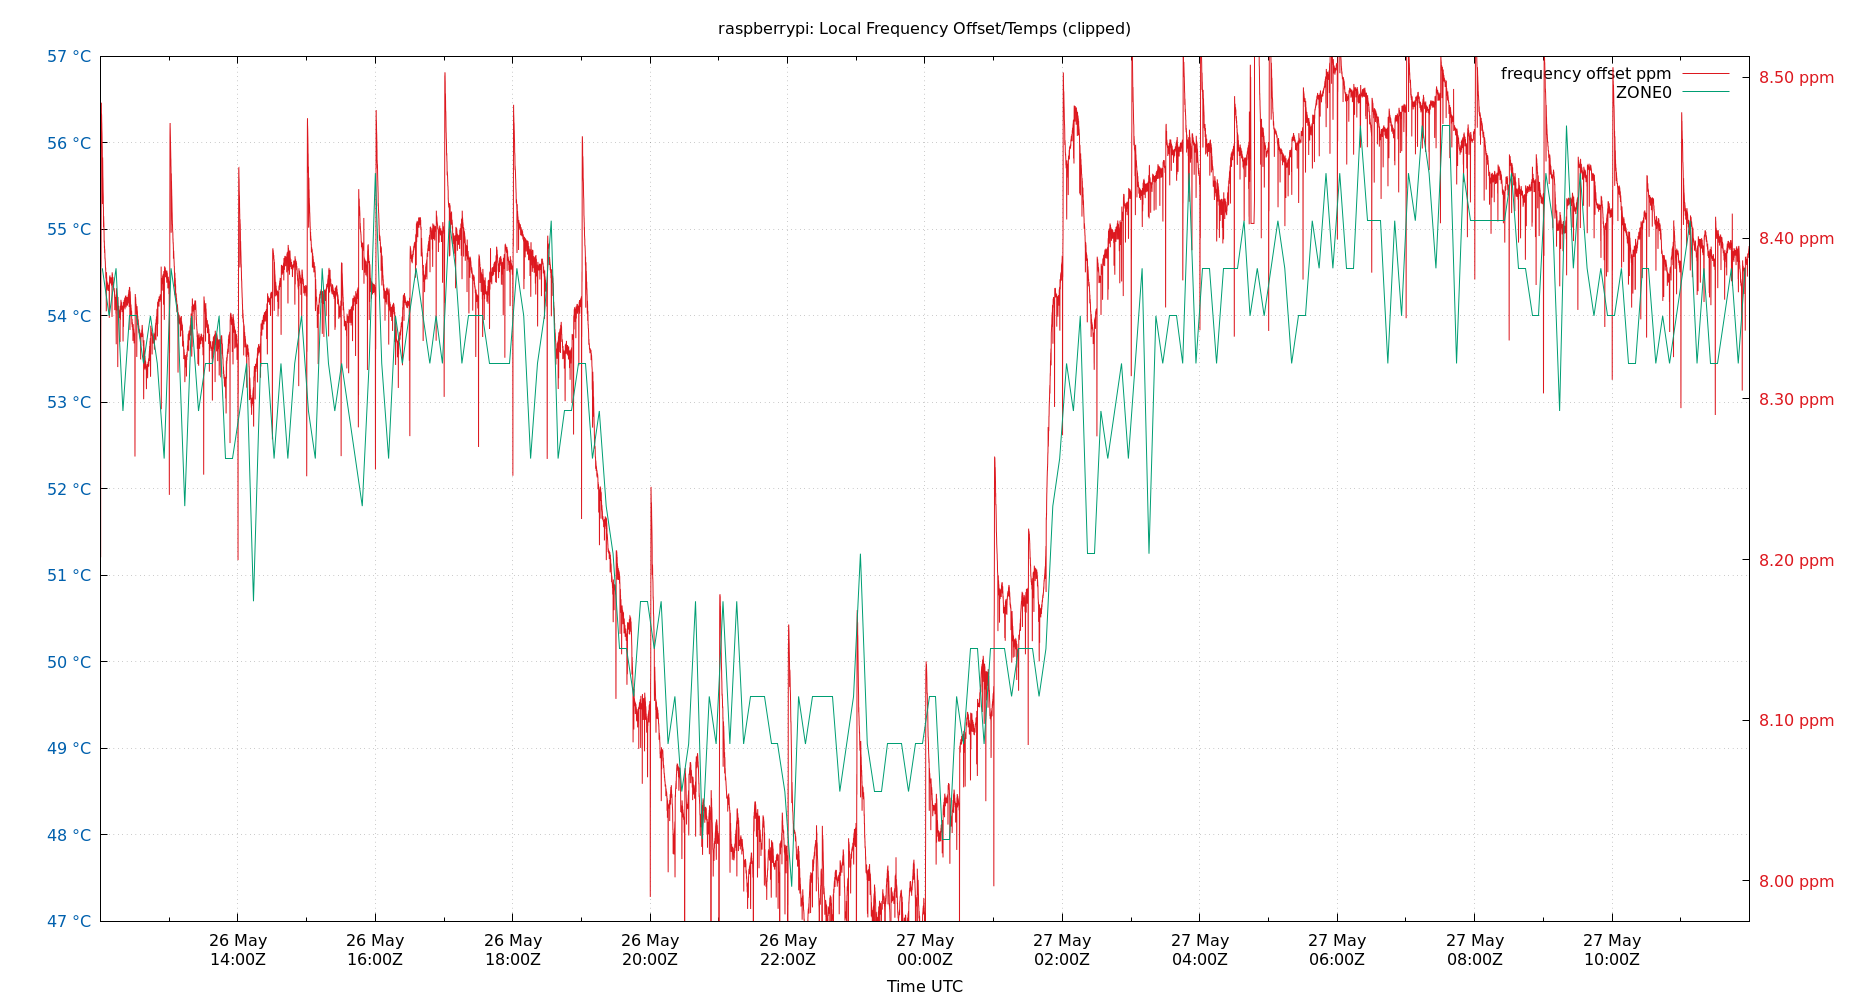 raspberrypi: Local Frequency Offset/Temps (clipped)
57 °C
56 °C
55 °C
54 °C
53 °C
52 °C
51 °C
50 °C
49 °C
48 °C
47 °C
frequency offset ppm
ZONE0
8.50 ppm
8.40 ppm
8.30 ppm
8.20 ppm
8.10 ppm
8.00 ppm
26 May
14:00Z
26 May
16:00Z
26 May
18:00Z
26 May
20:00Z
26 May
22:00Z
27 May
00:00Z
27 May
02:00Z
27 May
04:00Z
27 May
06:00Z
27 May
08:00Z
27 May
10:00Z
Time UTC